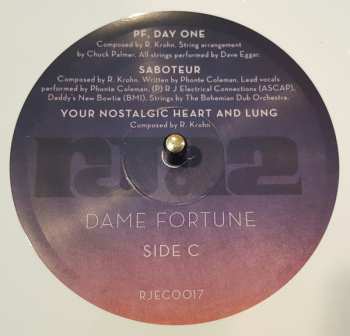 PF, DAY ONE
Composed by R. Krohn. String arrangement
by Chuck Palmer. All strings performed by Dave Eggar.
SABOTEUR
Composed by R. Krohn. Written by Phonte Coleman. Lead vocals
performed by Phonte Coleman. (P) R J Electrical Connections (ASCAP),
Daddy's New Bowtie (BMI). Strings by The Bohemian Dub Orchestra.
YOUR NOSTALGIC HEART AND LUNG
Composed by R. Krohn
rjd2
DAME FORTUNE
SIDE C
RJEC0017